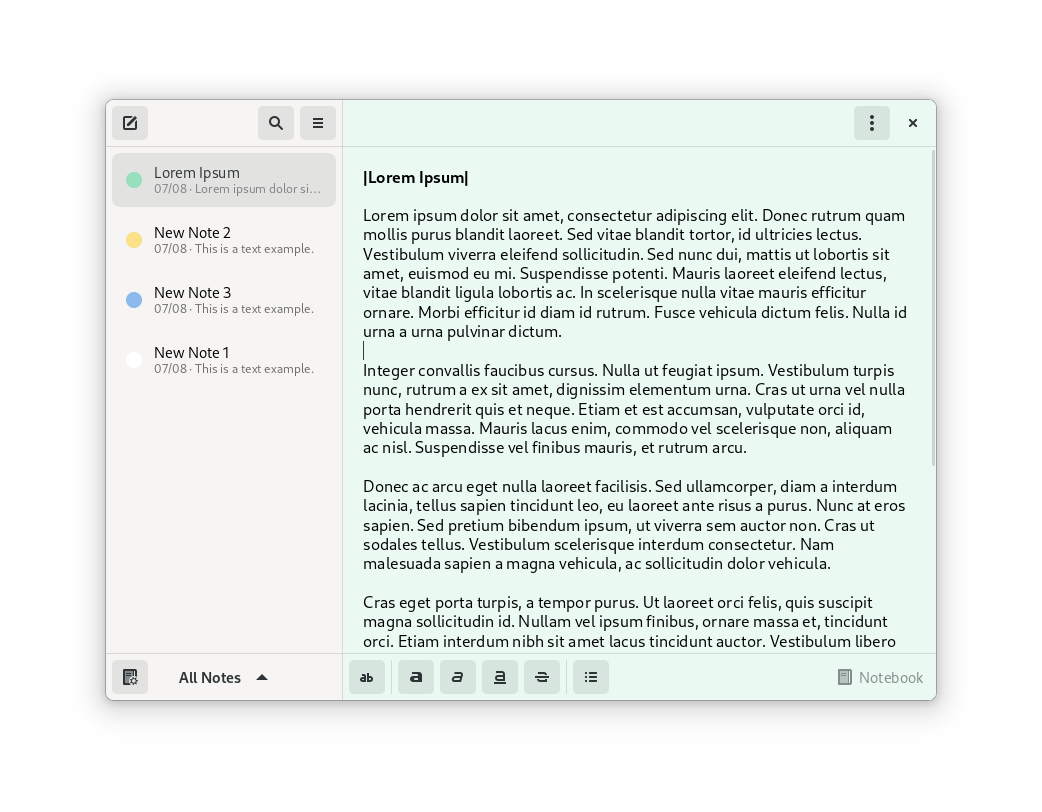 Lorem Ipsum
07/08 · Lorem ipsum dolor si…
New Note 2
07/08 · This is a text example.
New Note 3
07/08 · This is a text example.
New Note 1
07/08 · This is a text example.
All Notes
|Lorem Ipsum|
Lorem ipsum dolor sit amet, consectetur adipiscing elit. Donec rutrum quam
mollis purus blandit laoreet. Sed vitae blandit tortor, id ultricies lectus.
Vestibulum viverra eleifend sollicitudin. Sed nunc dui, mattis ut lobortis sit
amet, euismod eu mi. Suspendisse potenti. Mauris laoreet eleifend lectus,
vitae blandit ligula lobortis ac. In scelerisque nulla vitae mauris efficitur
ornare. Morbi efficitur id diam id rutrum. Fusce vehicula dictum felis. Nulla id
urna a urna pulvinar dictum.
Integer convallis faucibus cursus. Nulla ut feugiat ipsum. Vestibulum turpis
nunc, rutrum a ex sit amet, dignissim elementum urna. Cras ut urna vel nulla
porta hendrerit quis et neque. Etiam et est accumsan, vulputate orci id,
vehicula massa. Mauris lacus enim, commodo vel scelerisque non, aliquam
ac nisl. Suspendisse vel finibus mauris, et rutrum arcu.
Donec ac arcu eget nulla laoreet facilisis. Sed ullamcorper, diam a interdum
lacinia, tellus sapien tincidunt leo, eu laoreet ante risus a purus. Nunc at eros
sapien. Sed pretium bibendum ipsum, ut viverra sem auctor non. Cras ut
sodales tellus. Vestibulum scelerisque interdum consectetur. Nam
malesuada sapien a magna vehicula, ac sollicitudin dolor vehicula.
Cras eget porta turpis, a tempor purus. Ut laoreet orci felis, quis suscipit
magna sollicitudin id. Nullam vel ipsum finibus, ornare massa et, tincidunt
orci. Etiam interdum nibh sit amet lacus tincidunt auctor. Vestibulum libero
ab a a a S
Notebook